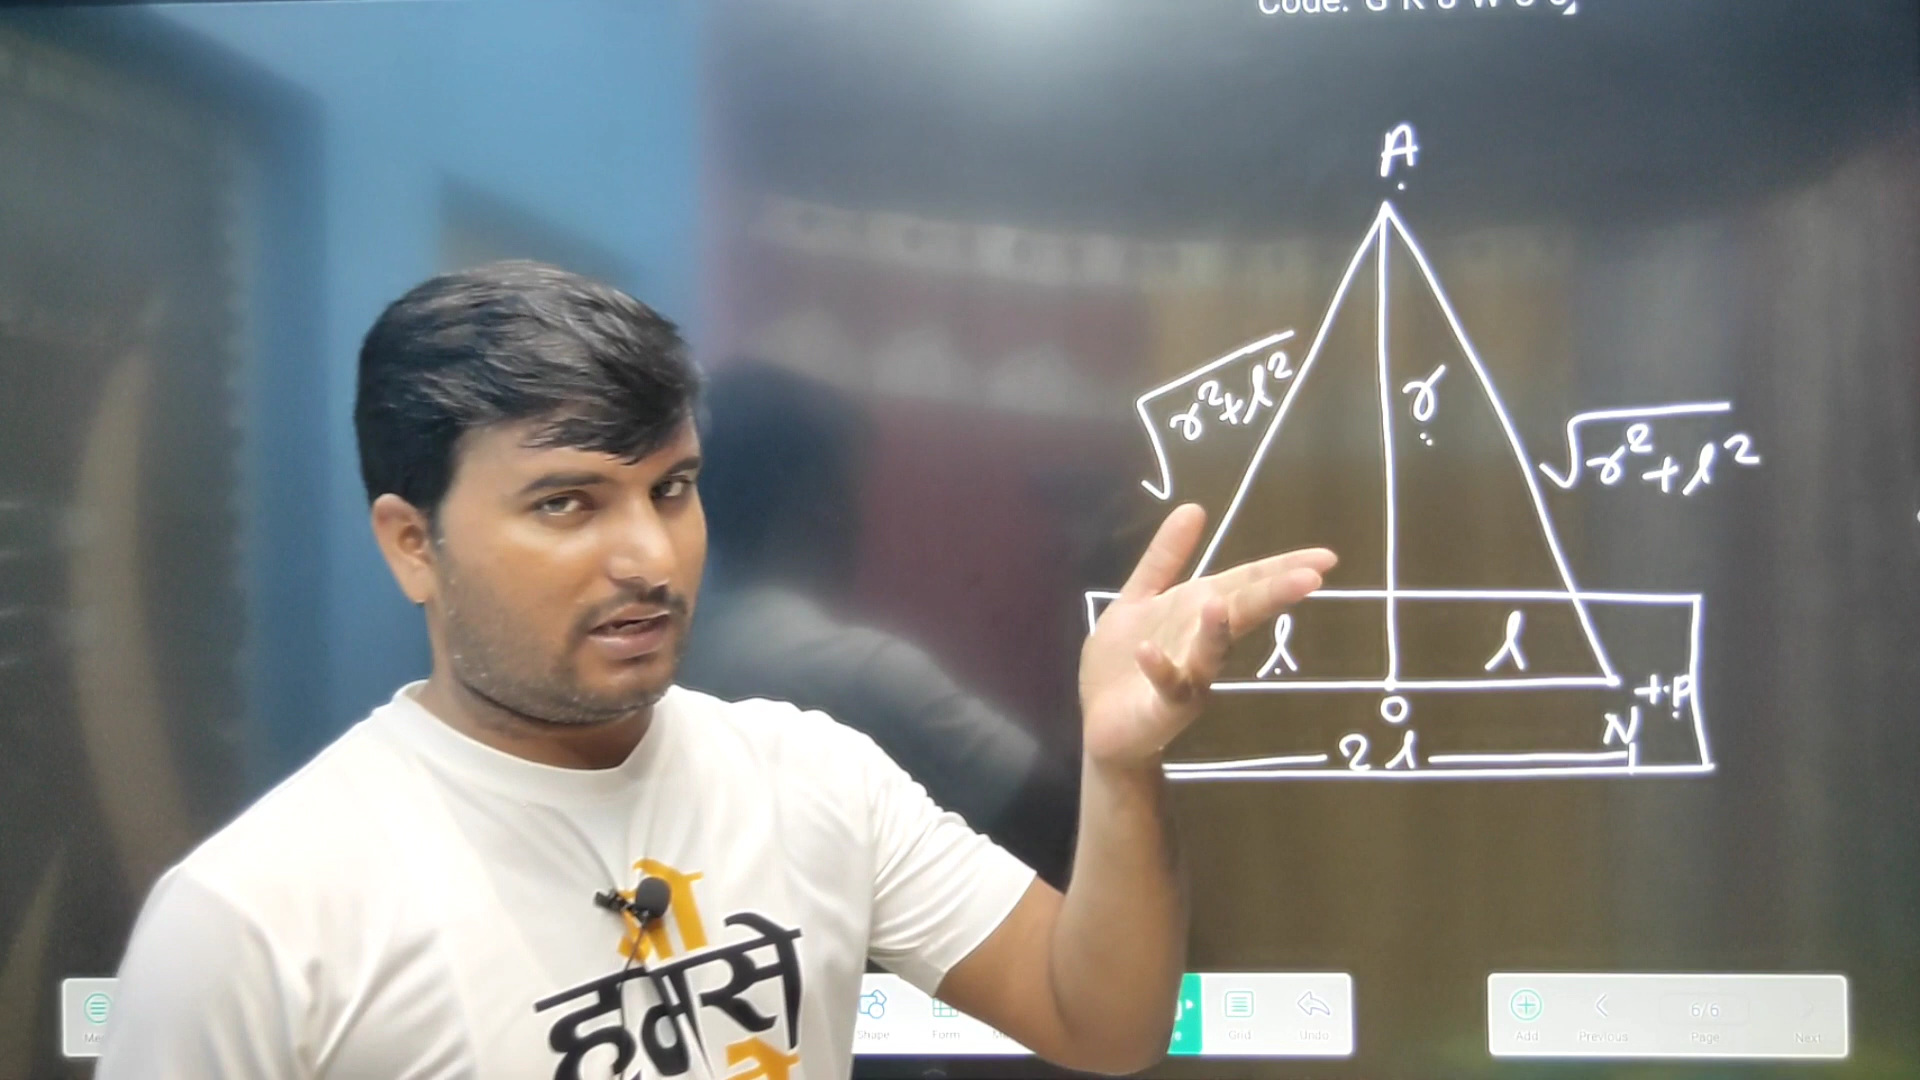 A
r
√r²+l²
√r²+l²
l
l
+P
O
N
2l
जो
हमसे
Shape
Form
Grid
Undo
Add
Previous
6/6
Page
Next